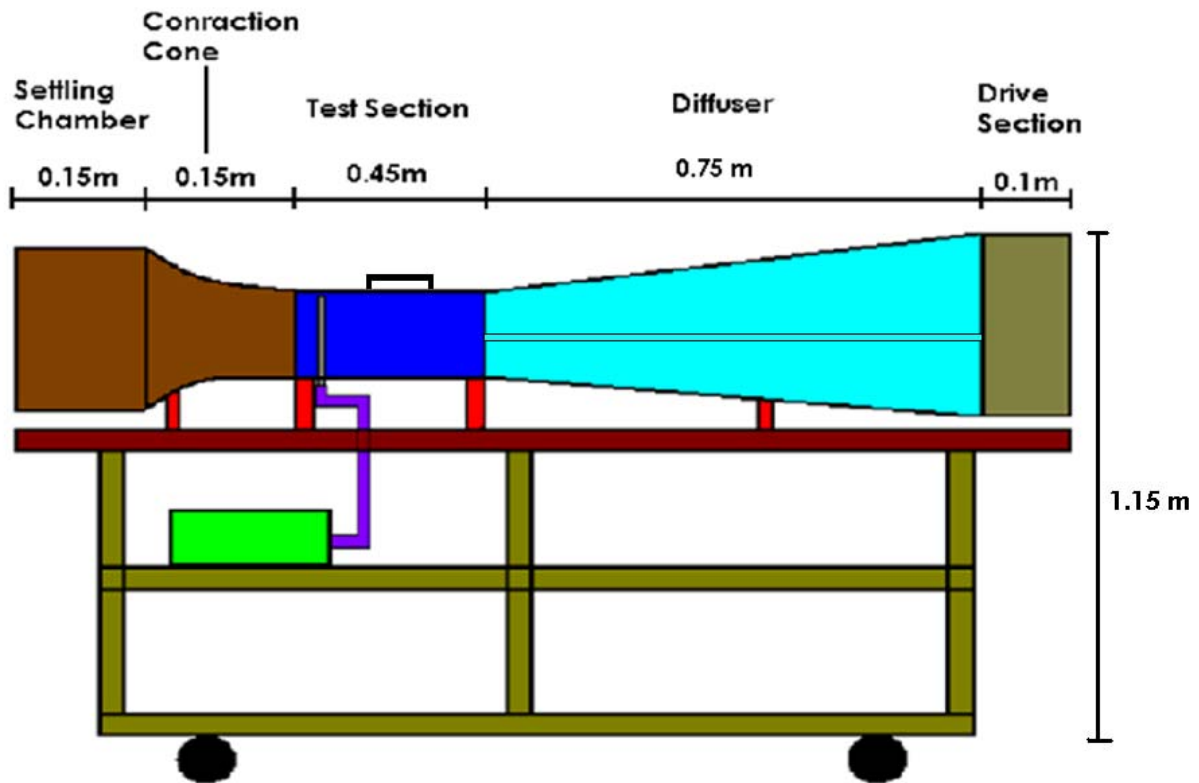 Conraction
Cone
Settling
Chamber
Test Section
Diffuser
Drive
Section
0.15m
0.15m
0.45m
0.75 m
0.1m
1.15 m